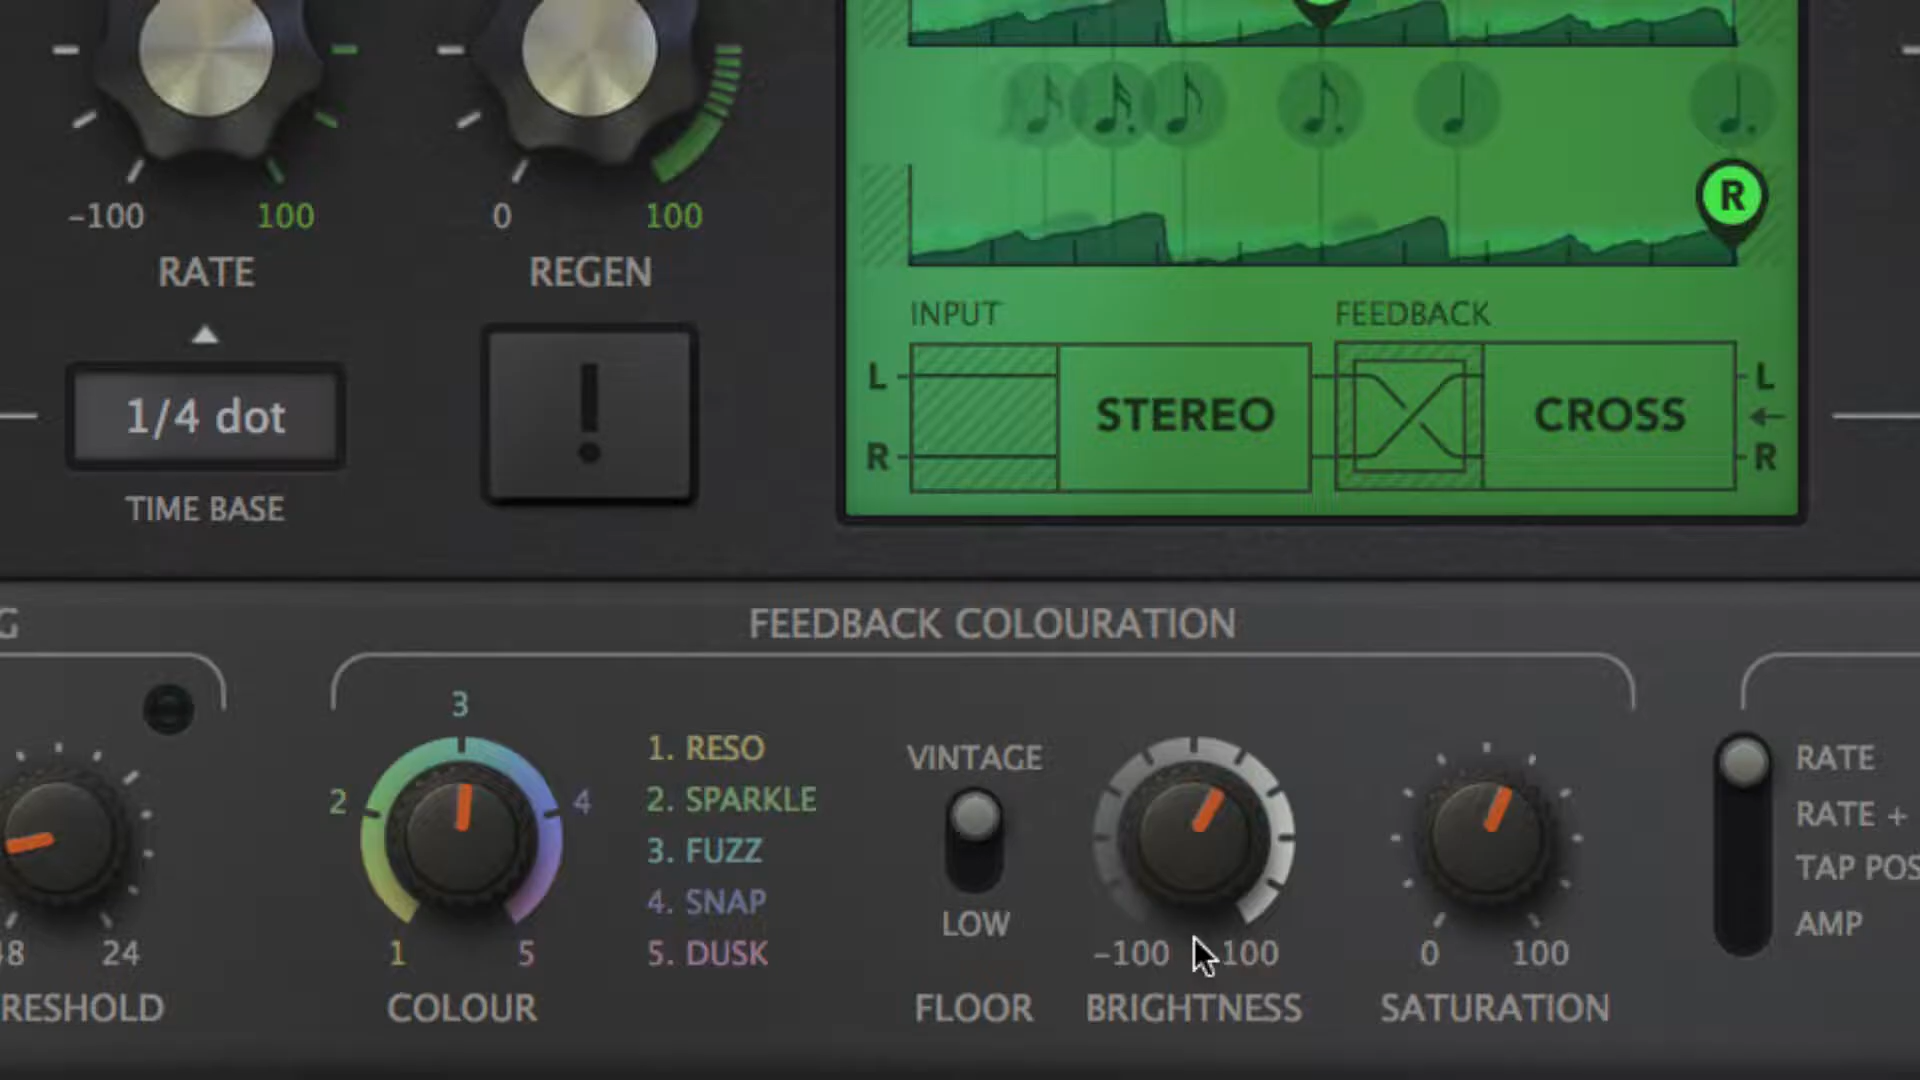 -100
100
RATE
0
100
REGEN
R
INPUT
FEEDBACK
L
STEREO
CROSS
L
R
R
1/4 dot
!
TIME BASE
FEEDBACK COLOURATION
3
2
4
1
5
1. RESO
2. SPARKLE
3. FUZZ
4. SNAP
5. DUSK
VINTAGE
LOW
-100
100
0
100
RATE
RATE +
AMP
24
COLOUR
FLOOR
BRIGHTNESS
SATURATION